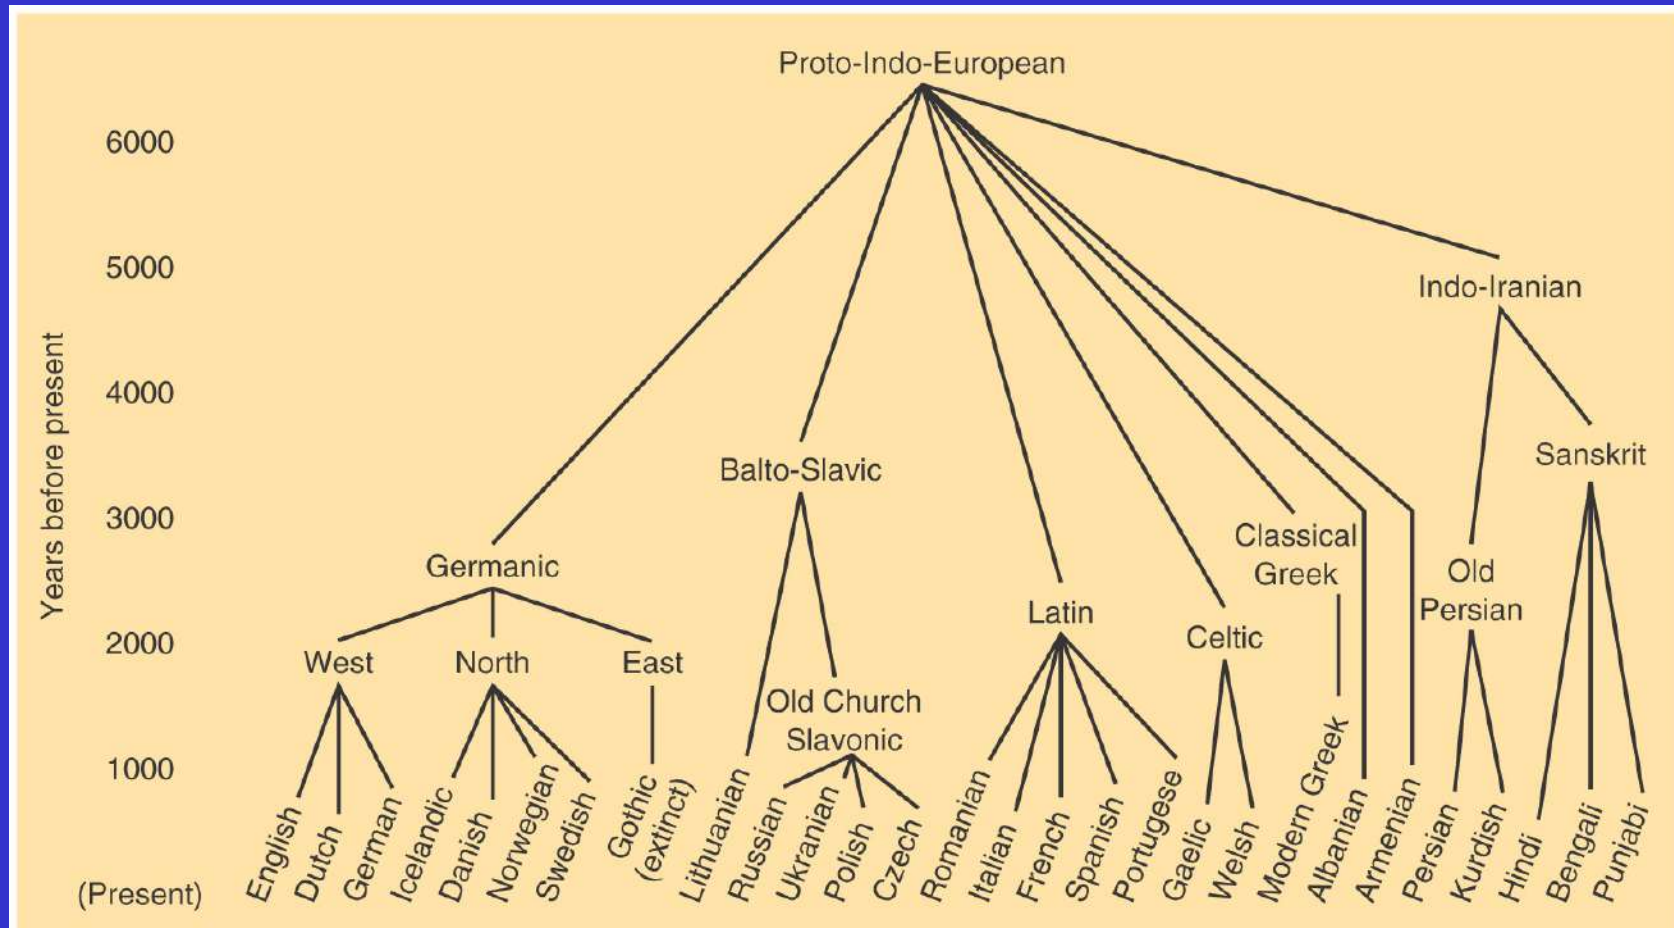 Proto-Indo-European
6000
5000
4000
3000
2000
1000
(Present)
Years before present
Indo-Iranian
Balto-Slavic
Sanskrit
Germanic
Classical
Greek
Old
Persian
Latin
Celtic
West
North
East
Old Church
Slavonic
English
Dutch
German
Icelandic
Danish
Norwegian
Swedish
Gothic
(extinct)
Lithuanian
Russian
Ukranian
Polish
Czech
Romanian
Itallian
French
Spanish
Portugese
Gaelic
Welsh
Modern Greek
Albanian
Armenian
Persian
Kurdish
Hindi
Bengali
Punjabi